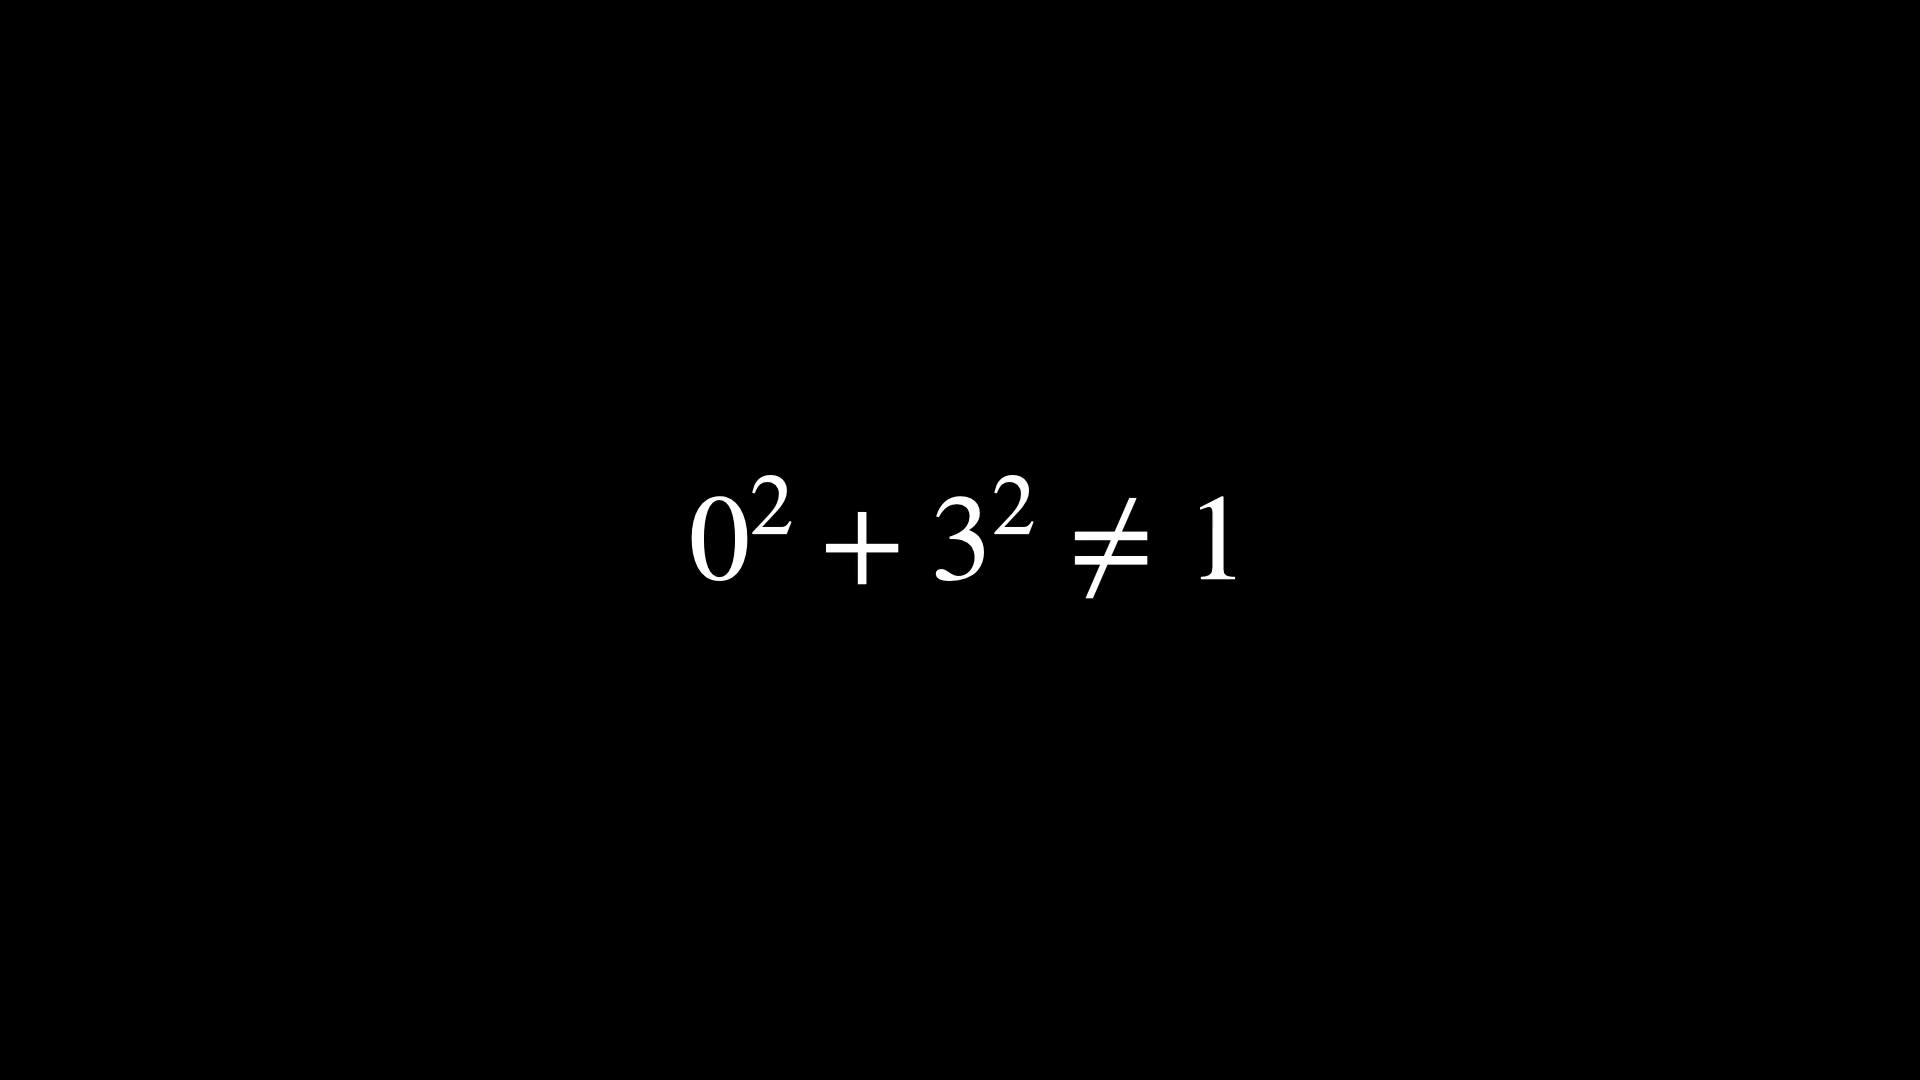 0² + 3² ≠ 1